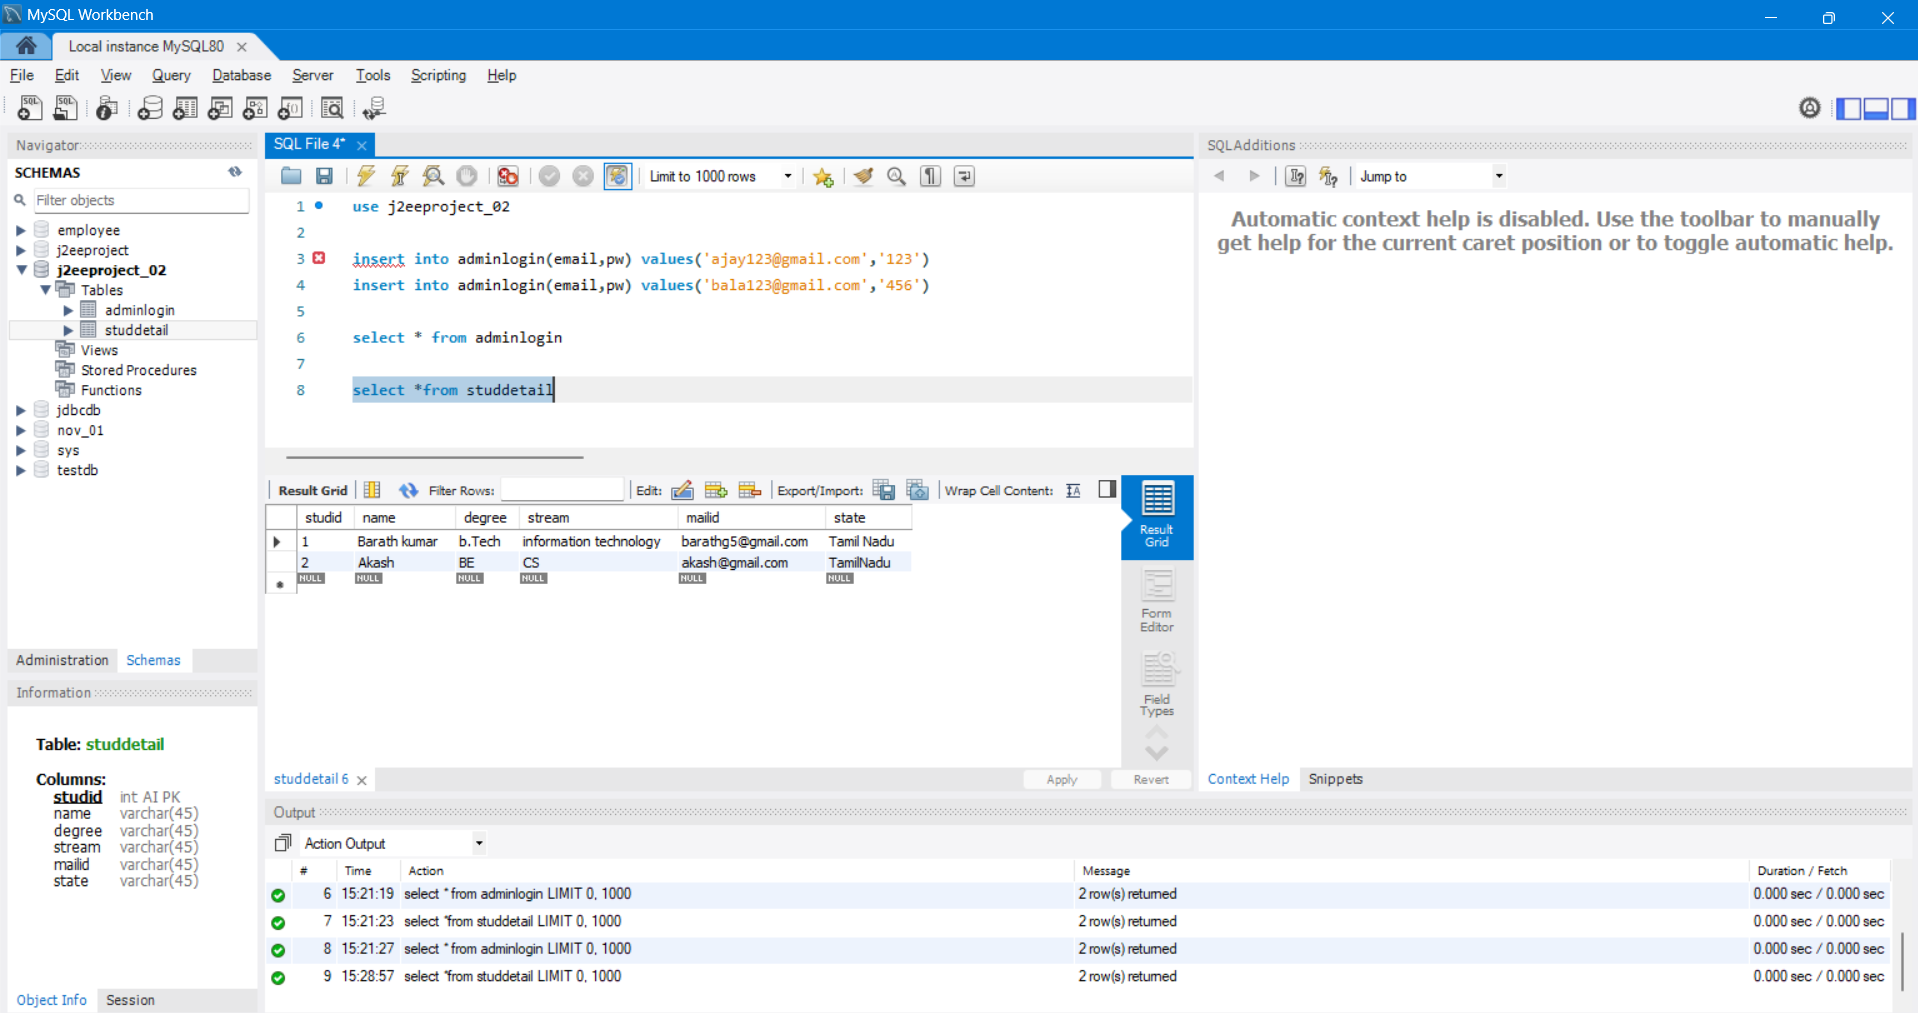 MySQL Workbench
Local instance MySQL80
File Edit View Query Database Server Tools Scripting Help
Navigator
SCHEMAS
Filter objects
employee
j2eeproject
j2eeproject_02
Tables
adminlogin
studdetail
Views
Stored Procedures
Functions
jdbcdb
nov_01
sys
testdb
Administration Schemas
Information
Table: studdetail
Columns:
studid int AI PK
name varchar(45)
degree varchar(45)
stream varchar(45)
mailid varchar(45)
state varchar(45)
Object Info Session
SQL File 4*
Limit to 1000 rows
1 use j2eeproject_02
2
3 insert into adminlogin(email,pw) values('ajay123@gmail.com','123')
4 insert into adminlogin(email,pw) values('bala123@gmail.com','456')
5
6 select * from adminlogin
7
8 select *from studdetail
Result Grid Filter Rows: Edit: Export/Import: Wrap Cell Content:
studid name degree stream mailid state
1 Barath kumar b.Tech information technology barathg5@gmail.com Tamil Nadu
2 Akash BE CS akash@gmail.com TamilNadu
NULL NULL NULL NULL NULL NULL
Result
Grid
Form
Editor
Field
Types
studdetail 6
Apply Revert
SQLAdditions
Jump to
Automatic context help is disabled. Use the toolbar to manually
get help for the current caret position or to toggle automatic help.
Context Help Snippets
Output
Action Output
# Time Action Message Duration / Fetch
6 15:21:19 select * from adminlogin LIMIT 0, 1000 2 row(s) returned 0.000 sec / 0.000 sec
7 15:21:23 select *from studdetail LIMIT 0, 1000 2 row(s) returned 0.000 sec / 0.000 sec
8 15:21:27 select * from adminlogin LIMIT 0, 1000 2 row(s) returned 0.000 sec / 0.000 sec
9 15:28:57 select *from studdetail LIMIT 0, 1000 2 row(s) returned 0.000 sec / 0.000 sec